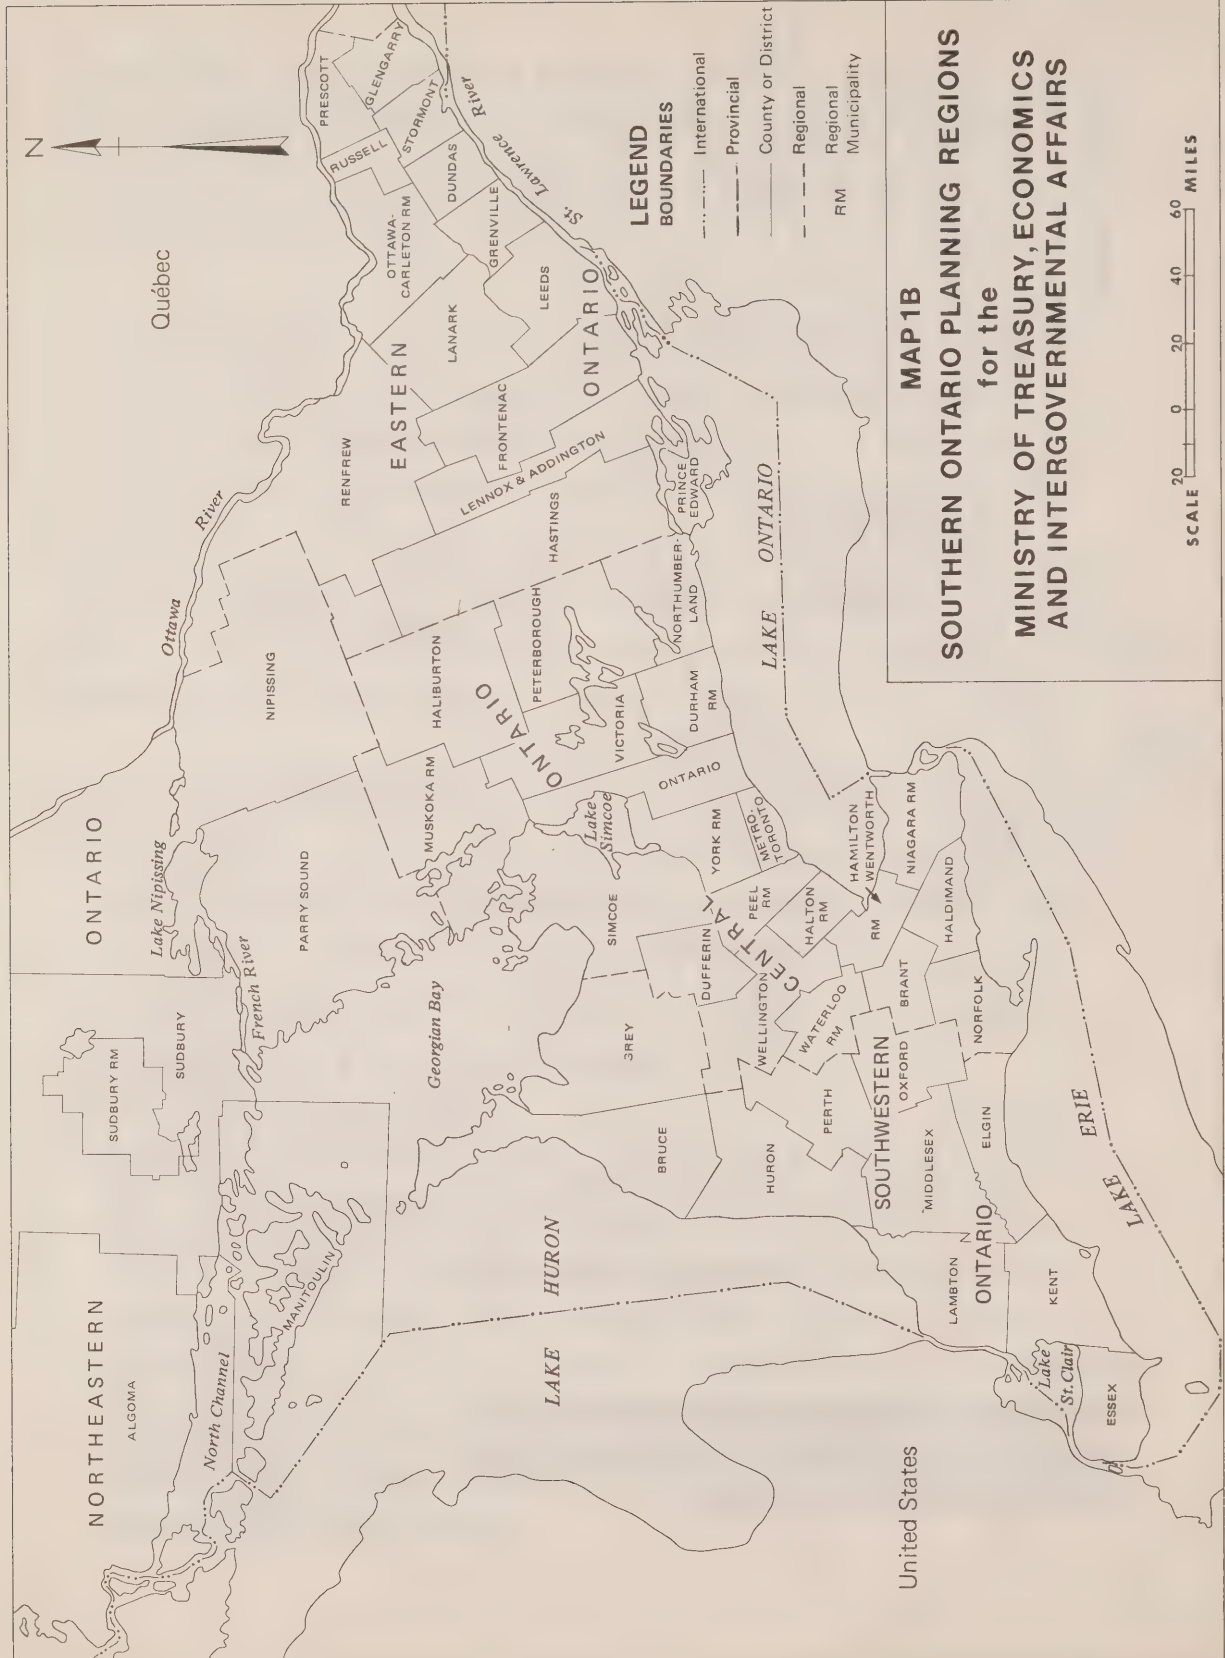 N
Québec
Ottawa
River
PRESCOTT
GLENGARRY
RUSSELL
STORMONT
OTTAWA-
CARLETON RM
DUNDAS
GRENVILLE
LANARK
LEEDS
St. Lawrence River
RENFREW
EASTERN
ONTARIO
FRONTENAC
LENNOX & ADDINGTON
HASTINGS
PRINCE
EDWARD
NORTHUMBER-
LAND
NIPISSING
HALIBURTON
PETERBOROUGH
VICTORIA
DURHAM
RM
ONTARIO
ONTARIO
MUSKOKA RM
Lake
Simcoe
YORK RM
METRO.
TORONTO
LAKE ONTARIO
NORTHEASTERN
ONTARIO
ALGOMA
SUDBURY RM
SUDBURY
Lake Nipissing
French River
PARRY SOUND
North Channel
MANITOULIN
Georgian Bay
LAKE HURON
SIMCOE
GREY
BRUCE
DUFFERIN
CENTRAL
PEEL
RM
HALTON
RM
HAMILTON
WENTWORTH
RM
NIAGARA RM
HALDIMAND
WELLINGTON
WATERLOO
RM
BRANT
NORFOLK
HURON
PERTH
SOUTHWESTERN
OXFORD
MIDDLESEX
ELGIN
LAMBTON
ONTARIO
KENT
Lake
St. Clair
ESSEX
LAKE ERIE
United States
LEGEND
BOUNDARIES
International
Provincial
County or District
Regional
RM Regional
Municipality
MAP 1B
SOUTHERN ONTARIO PLANNING REGIONS
for the
MINISTRY OF TREASURY, ECONOMICS
AND INTERGOVERNMENTAL AFFAIRS
SCALE 20 0 20 40 60 MILES